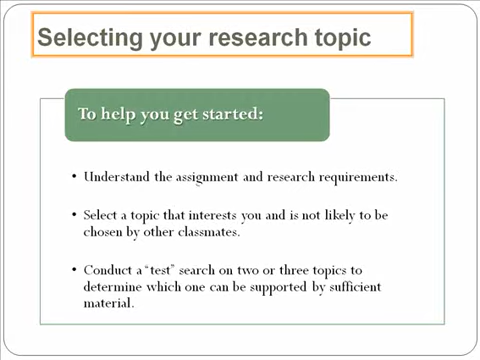 Selecting your research topic
To help you get started:
• Understand the assignment and research requirements.
• Select a topic that interests you and is not likely to be
chosen by other classmates.
• Conduct a “test” search on two or three topics to
determine which one can be supported by sufficient
material.